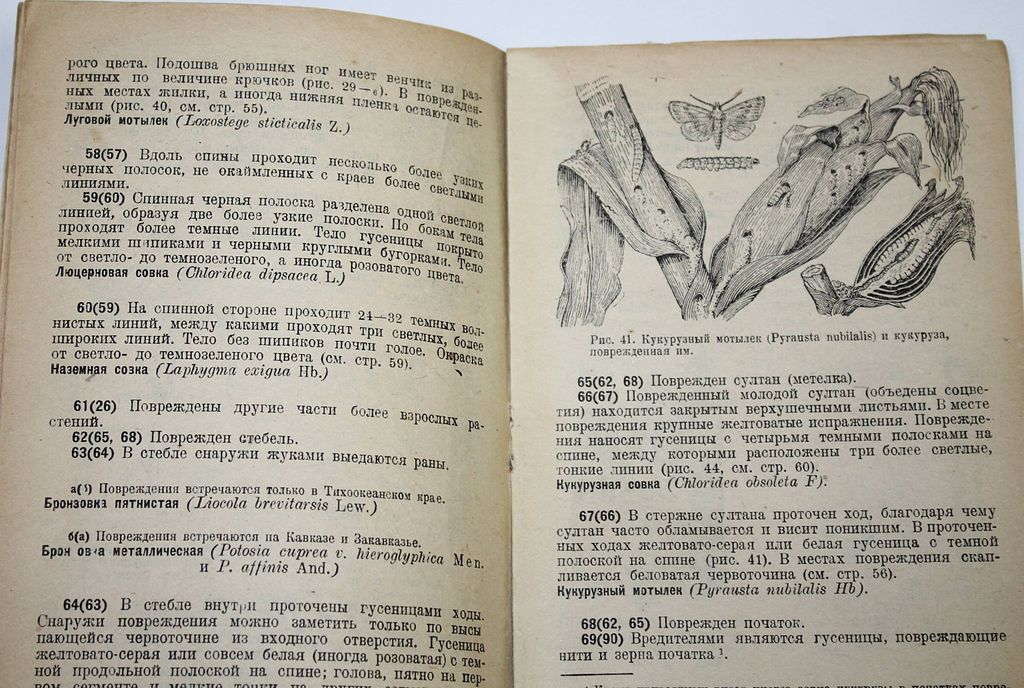 рого цвета. Подошва брюшных ног имеет венчик из раз-
личных по величине крючков (рис. 29—е). В поврежден-
ных местах жилки, а иногда нижняя пленка остаются це-
лыми (рис. 40, см. стр. 55).
Луговой мотылек (Loxostege sticticalis Z.)
58(57) Вдоль спины проходит несколько более узких
черных полосок, не окаймленных с краев более светлыми
линиями.
59(60) Спинная черная полоска разделена одной светлой
линией, образуя две более узкие полоски. По бокам тела
проходят более темные линии. Тело гусеницы покрыто
мелкими шипиками и черными круглыми бугорками. Тело
от светло- до темнозеленого, а иногда розоватого цвета.
Люцерновая совка (Chloridea dipsacea L.)
60(59) На спинной стороне проходит 24—32 темных вол-
нистых линий, между какими проходят три светлых, более
широких линий. Тело без шипиков почти голое. Окраска
от светло- до темнозеленого цвета (см. стр. 59).
Наземная созка (Laphygma exigua Hb.)
61(26) Повреждены другие части более взрослых ра-
стений.
62(65, 68) Поврежден стебель.
63(64) В стебле снаружи жуками выедаются раны.
а( ) Повреждения встречаются только в Тихоокеанском крае.
Бронзовка пятнистая (Liocola brevitarsis Lew.)
б(а) Повреждения встречаются на Кавказе и Закавказье.
металлическая (Potosia cuprea v. hieroglyphica Men.
и P. affinis And.)
64(63) В стебле внутри проточены гусеницами ходы.
Снаружи повреждения можно заметить только по высы
пающейся червоточине из входного отверстия. Гусеница
желтовато-серая или совсем белая (иногда розоватая) с тем-
ной продольной полоской на спине; голова, пятно на пер-
вом сегменте и мелкие точки на других
Рис. 41. Кукурузный мотылек (Pyrausta nubilalis) и кукуруза,
поврежденная им.
65(62, 68) Поврежден султан (метелка).
66(67) Поврежденный молодой султан (объедены соцве-
тия) находится закрытым верхушечными листьями. В месте
повреждения крупные желтоватые испражнения. Поврежде-
ния наносят гусеницы с четырьмя темными полосками на
спине, между которыми расположены три более светлые,
тонкие линии (рис. 44, см. стр. 60).
Кукурузная совка (Chloridea obsoleta F).
67(66) В стержне султана проточен ход, благодаря чему
султан часто обламывается и висит поникшим. В проточен-
ных ходах желтовато-серая или белая гусеница с темной
полоской на спине (рис. 41). В местах повреждения скап-
ливается беловатая червоточина (см. стр. 56).
Кукурузный мотылек (Pyrausta nubilalis Hb).
68(62, 65) Поврежден початок.
69(90) Вредителями являются гусеницы, повреждающие
нити и зерна початка ¹.